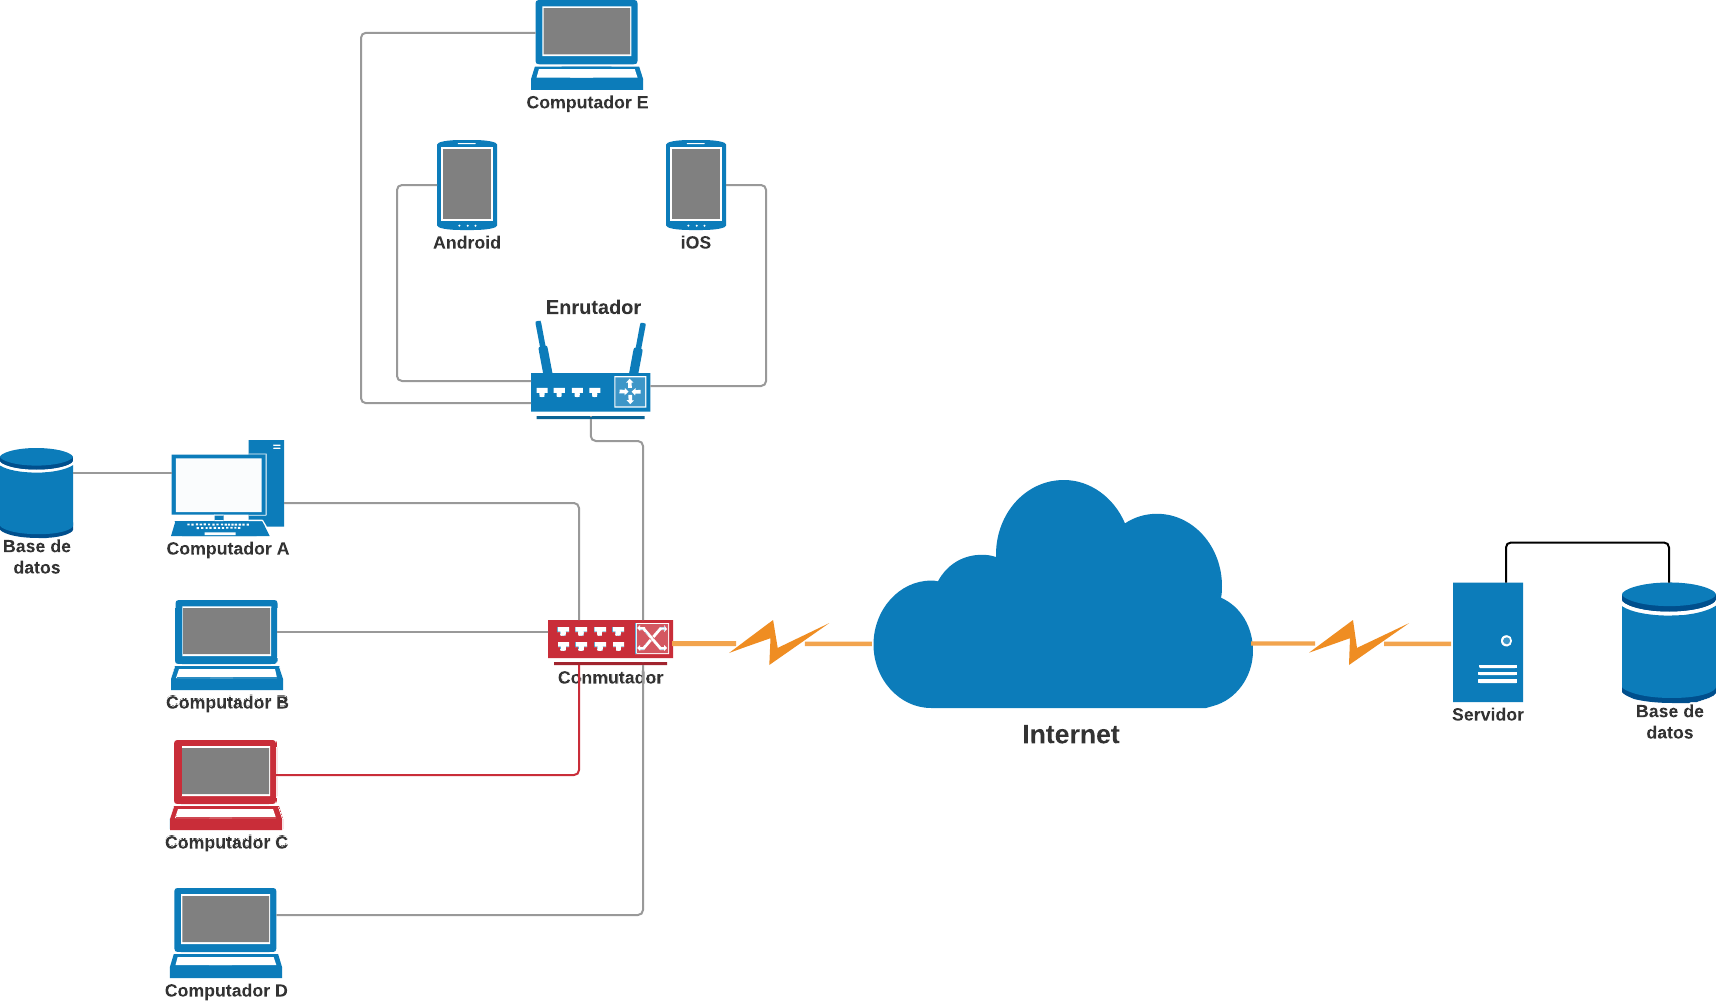 Computador E
Android
iOS
Enrutador
Base de
datos
Computador A
Computador B
Conmutador
Computador C
Computador D
Internet
Servidor
Base de
datos